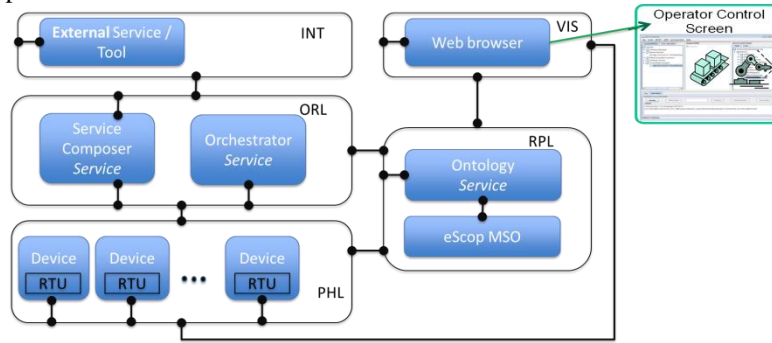 External Service /
Tool
INT
Web browser
VIS
Operator Control
Screen
ORL
Service
Composer
Service
Orchestrator
Service
RPL
Ontology
Service
eScop MSO
Device
RTU
Device
RTU
Device
RTU
PHL